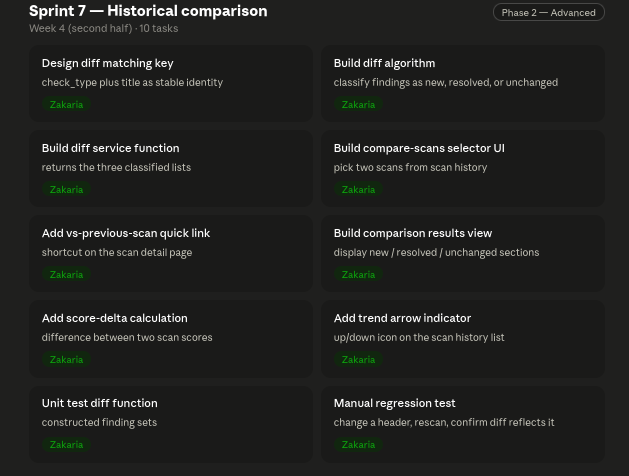 Sprint 7 — Historical comparison
Phase 2 — Advanced
Week 4 (second half) · 10 tasks
Design diff matching key
check_type plus title as stable identity
Zakaria
Build diff algorithm
classify findings as new, resolved, or unchanged
Zakaria
Build diff service function
returns the three classified lists
Zakaria
Build compare-scans selector UI
pick two scans from scan history
Zakaria
Add vs-previous-scan quick link
shortcut on the scan detail page
Zakaria
Build comparison results view
display new / resolved / unchanged sections
Zakaria
Add score-delta calculation
difference between two scan scores
Zakaria
Add trend arrow indicator
up/down icon on the scan history list
Zakaria
Unit test diff function
constructed finding sets
Zakaria
Manual regression test
change a header, rescan, confirm diff reflects it
Zakaria